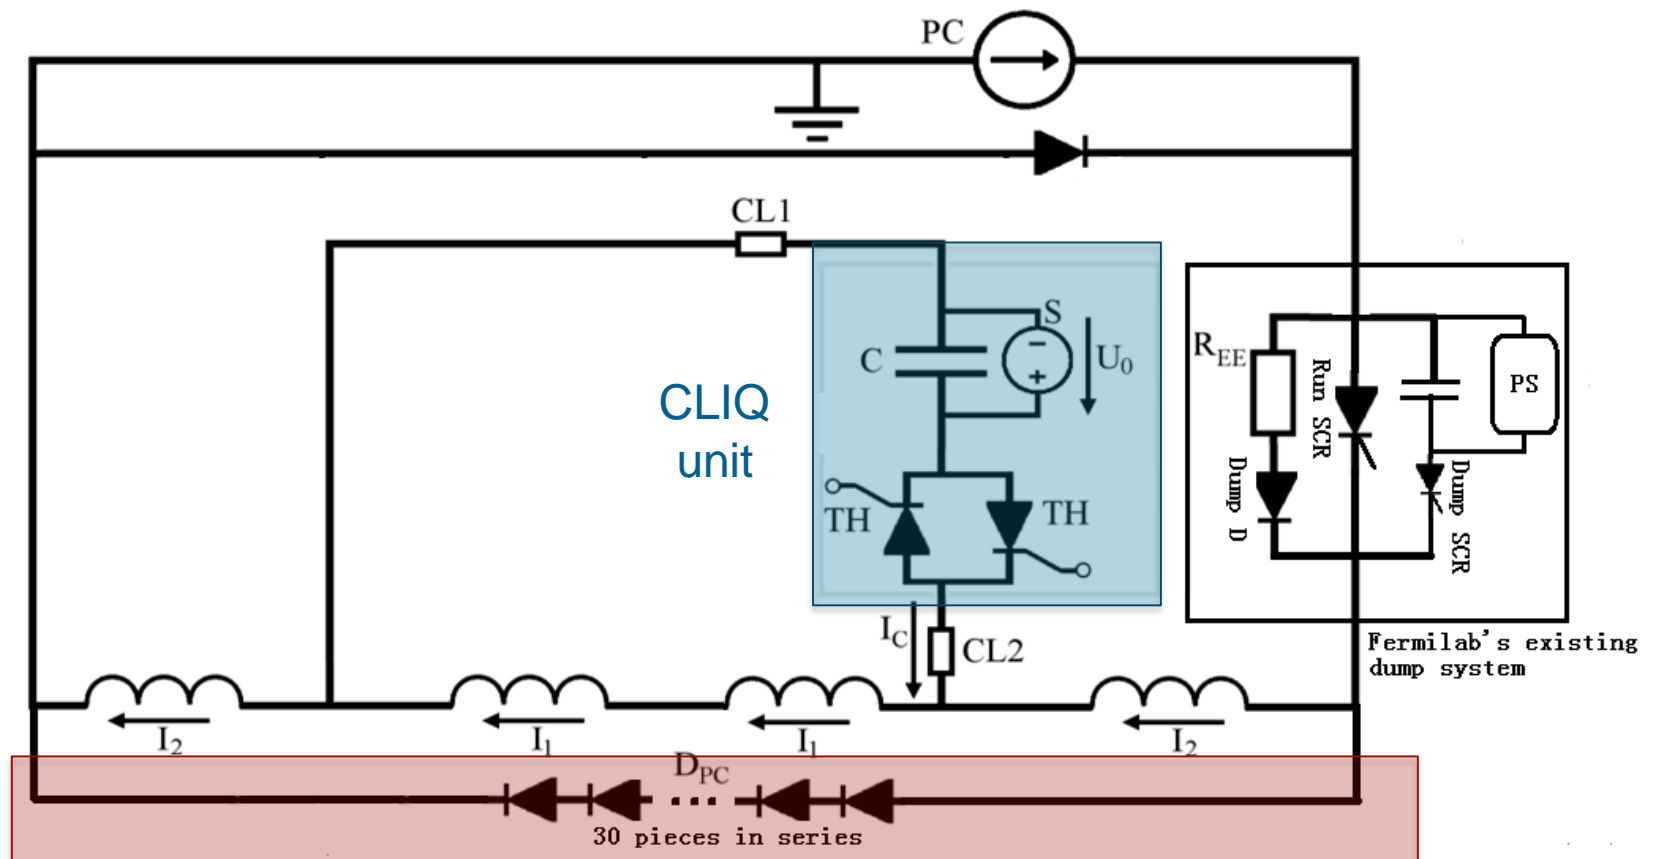 PC
CL1
S
C
U0
REE
Run SCR
PS
CLIQ
unit
Dump D
Dump SCR
TH
TH
IC
CL2
Fermilab's existing
dump system
I2
I1
I1
I2
DPC
30 pieces in series